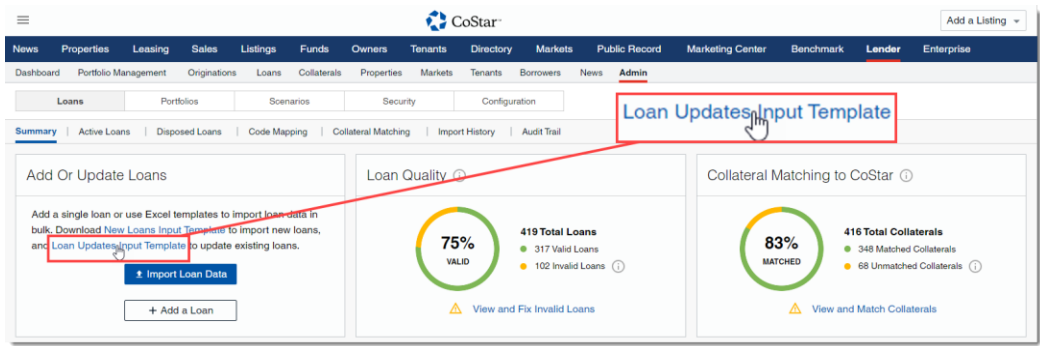 CoStar™
Add a Listing
News Properties Leasing Sales Listings Funds Owners Tenants Directory Markets Public Record Marketing Center Benchmark Lender Enterprise
Dashboard Portfolio Management Originations Loans Collaterals Properties Markets Tenants Borrowers News Admin
Loans Portfolios Scenarios Security Configuration
Loan Updates Input Template
Summary | Active Loans | Disposed Loans | Code Mapping | Collateral Matching | Import History | Audit Trail
Add Or Update Loans
Add a single loan or use Excel templates to import loan data in
bulk. Download New Loans Input Template to import new loans,
and Loan Updates Input Template to update existing loans.
Import Loan Data
+ Add a Loan
Loan Quality
75%
VALID
419 Total Loans
317 Valid Loans
102 Invalid Loans
View and Fix Invalid Loans
Collateral Matching to CoStar
83%
MATCHED
416 Total Collaterals
348 Matched Collaterals
68 Unmatched Collaterals
View and Match Collaterals